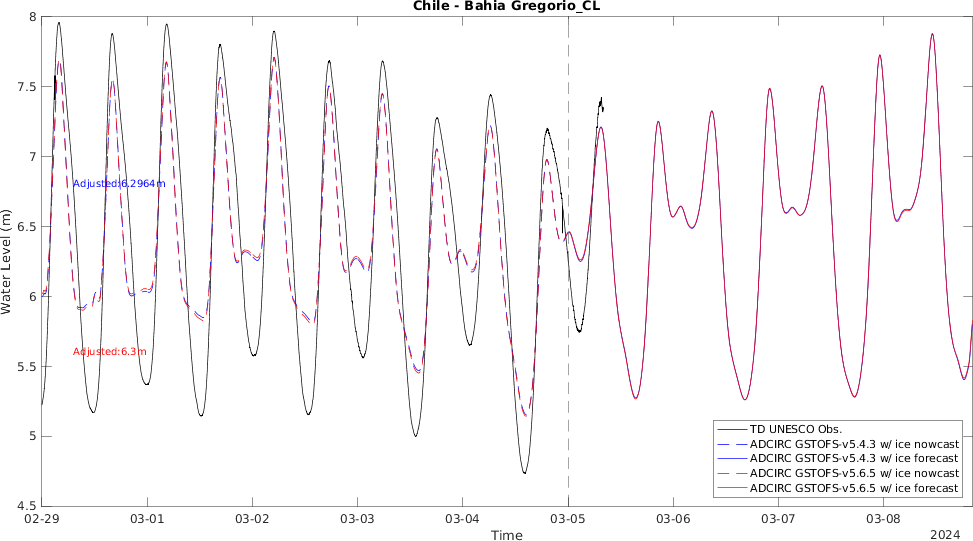 Chile - Bahia Gregorio_CL
8
7.5
7
6.5
6
5.5
5
4.5
Water Level (m)
Adjusted:6.2964m
Adjusted:6.3m
TD UNESCO Obs.
ADCIRC GSTOFS-v5.4.3 w/ ice nowcast
ADCIRC GSTOFS-v5.4.3 w/ ice forecast
ADCIRC GSTOFS-v5.6.5 w/ ice nowcast
ADCIRC GSTOFS-v5.6.5 w/ ice forecast
02-29 03-01 03-02 03-03 03-04 03-05 03-06 03-07 03-08
Time
2024